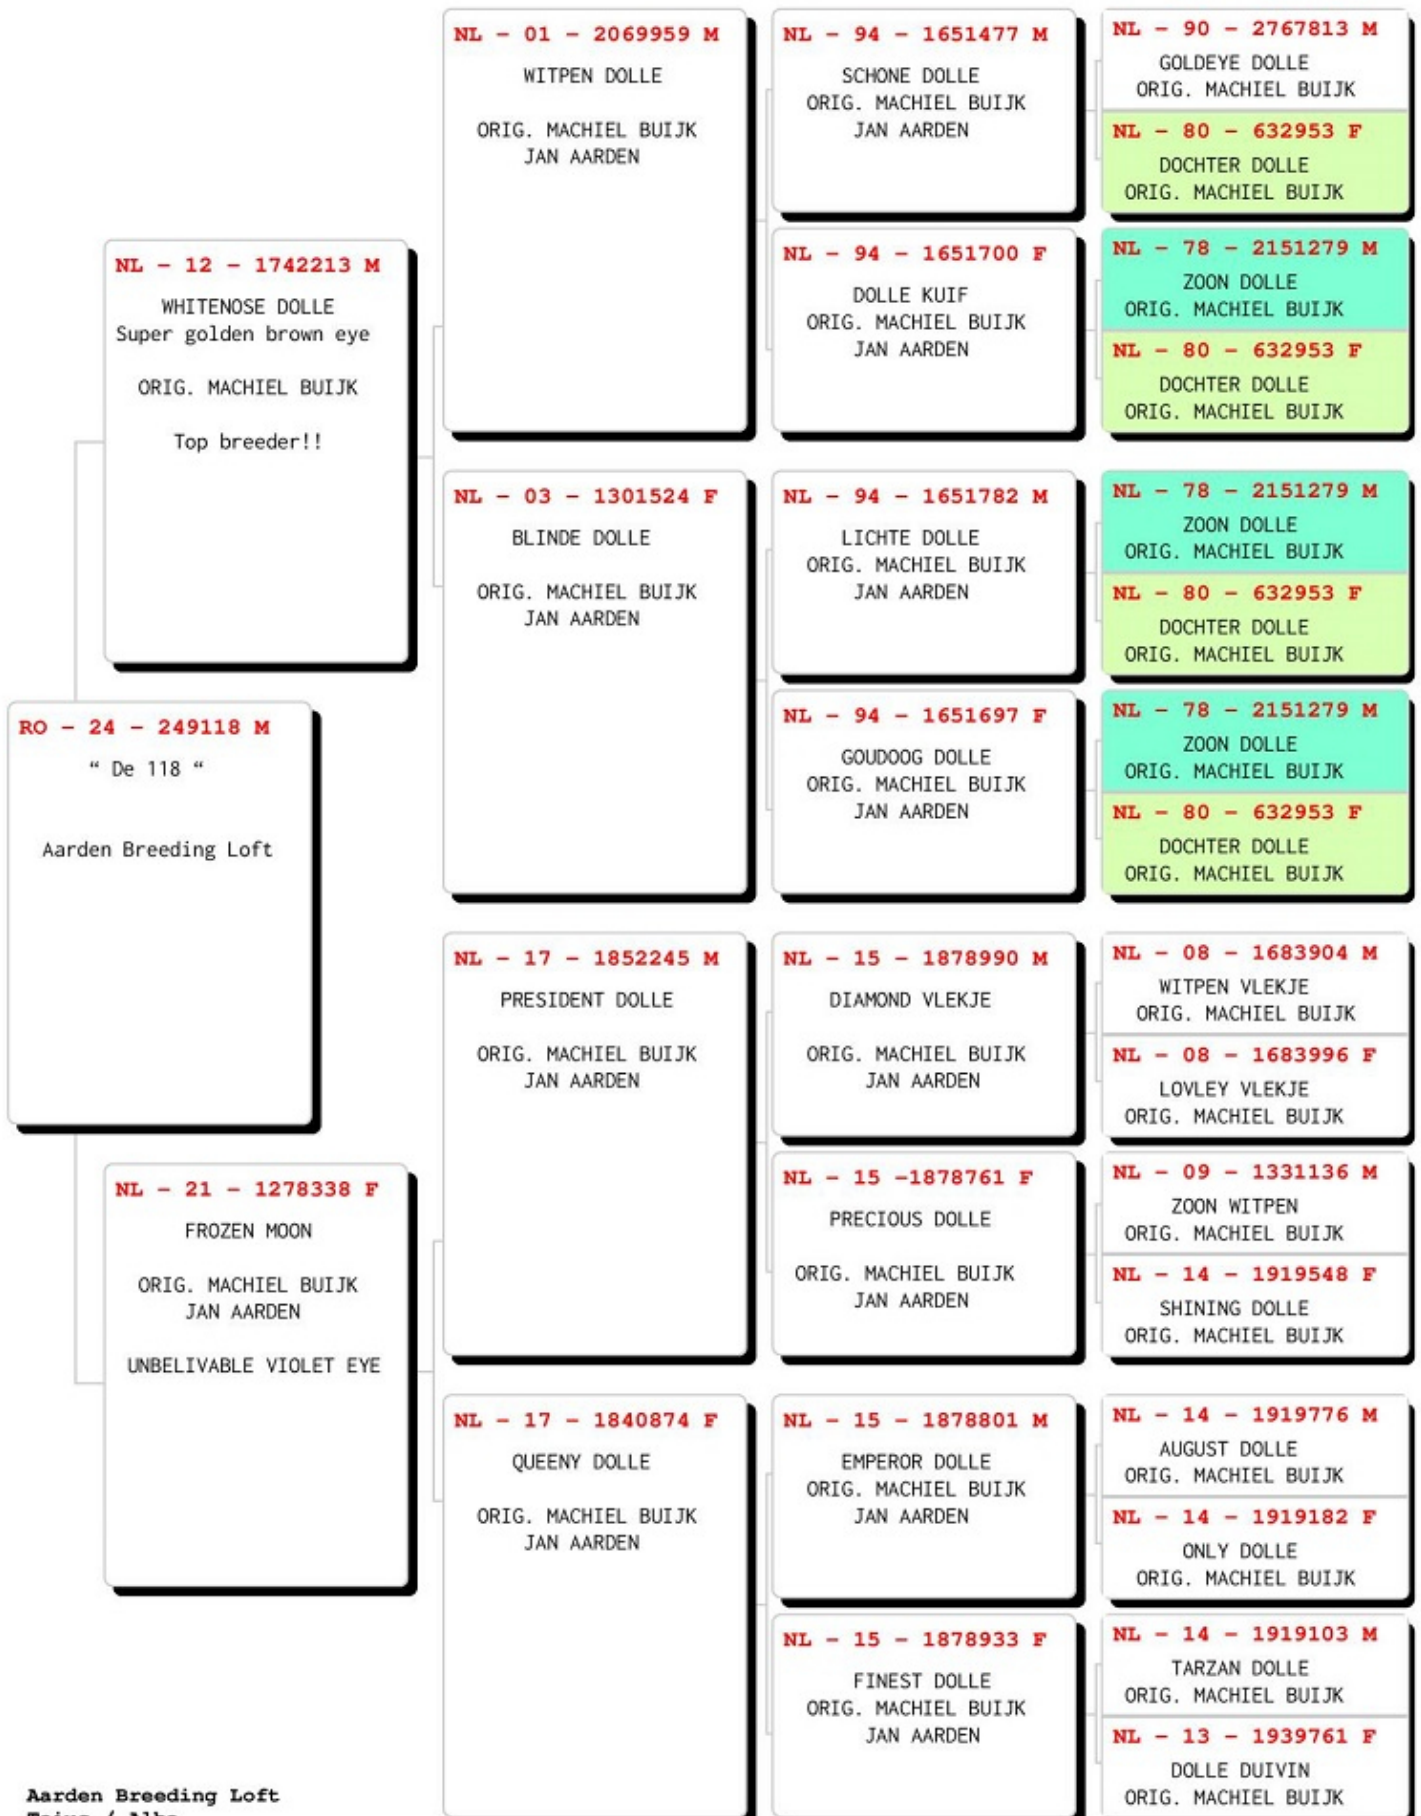 RO - 24 - 249118 M
“ De 118 “
Aarden Breeding Loft
NL - 12 - 1742213 M
WHITENOSE DOLLE
Super golden brown eye
ORIG. MACHIEL BUIJK
Top breeder!!
NL - 21 - 1278338 F
FROZEN MOON
ORIG. MACHIEL BUIJK
JAN AARDEN
UNBELIVABLE VIOLET EYE
NL - 01 - 2069959 M
WITPEN DOLLE
ORIG. MACHIEL BUIJK
JAN AARDEN
NL - 03 - 1301524 F
BLINDE DOLLE
ORIG. MACHIEL BUIJK
JAN AARDEN
NL - 17 - 1852245 M
PRESIDENT DOLLE
ORIG. MACHIEL BUIJK
JAN AARDEN
NL - 17 - 1840874 F
QUEENY DOLLE
ORIG. MACHIEL BUIJK
JAN AARDEN
NL - 94 - 1651477 M
SCHONE DOLLE
ORIG. MACHIEL BUIJK
JAN AARDEN
NL - 94 - 1651700 F
DOLLE KUIF
ORIG. MACHIEL BUIJK
JAN AARDEN
NL - 94 - 1651782 M
LICHTE DOLLE
ORIG. MACHIEL BUIJK
JAN AARDEN
NL - 94 - 1651697 F
GOUDOOG DOLLE
ORIG. MACHIEL BUIJK
JAN AARDEN
NL - 15 - 1878990 M
DIAMOND VLEKJE
ORIG. MACHIEL BUIJK
JAN AARDEN
NL - 15 -1878761 F
PRECIOUS DOLLE
ORIG. MACHIEL BUIJK
JAN AARDEN
NL - 15 - 1878801 M
EMPEROR DOLLE
ORIG. MACHIEL BUIJK
JAN AARDEN
NL - 15 - 1878933 F
FINEST DOLLE
ORIG. MACHIEL BUIJK
JAN AARDEN
NL - 90 - 2767813 M
GOLDEYE DOLLE
ORIG. MACHIEL BUIJK
NL - 80 - 632953 F
DOCHTER DOLLE
ORIG. MACHIEL BUIJK
NL - 78 - 2151279 M
ZOON DOLLE
ORIG. MACHIEL BUIJK
NL - 80 - 632953 F
DOCHTER DOLLE
ORIG. MACHIEL BUIJK
NL - 78 - 2151279 M
ZOON DOLLE
ORIG. MACHIEL BUIJK
NL - 80 - 632953 F
DOCHTER DOLLE
ORIG. MACHIEL BUIJK
NL - 78 - 2151279 M
ZOON DOLLE
ORIG. MACHIEL BUIJK
NL - 80 - 632953 F
DOCHTER DOLLE
ORIG. MACHIEL BUIJK
NL - 08 - 1683904 M
WITPEN VLEKJE
ORIG. MACHIEL BUIJK
NL - 08 - 1683996 F
LOVLEY VLEKJE
ORIG. MACHIEL BUIJK
NL - 09 - 1331136 M
ZOON WITPEN
ORIG. MACHIEL BUIJK
NL - 14 - 1919548 F
SHINING DOLLE
ORIG. MACHIEL BUIJK
NL - 14 - 1919776 M
AUGUST DOLLE
ORIG. MACHIEL BUIJK
NL - 14 - 1919182 F
ONLY DOLLE
ORIG. MACHIEL BUIJK
NL - 14 - 1919103 M
TARZAN DOLLE
ORIG. MACHIEL BUIJK
NL - 13 - 1939761 F
DOLLE DUIVIN
ORIG. MACHIEL BUIJK
Aarden Breeding Loft